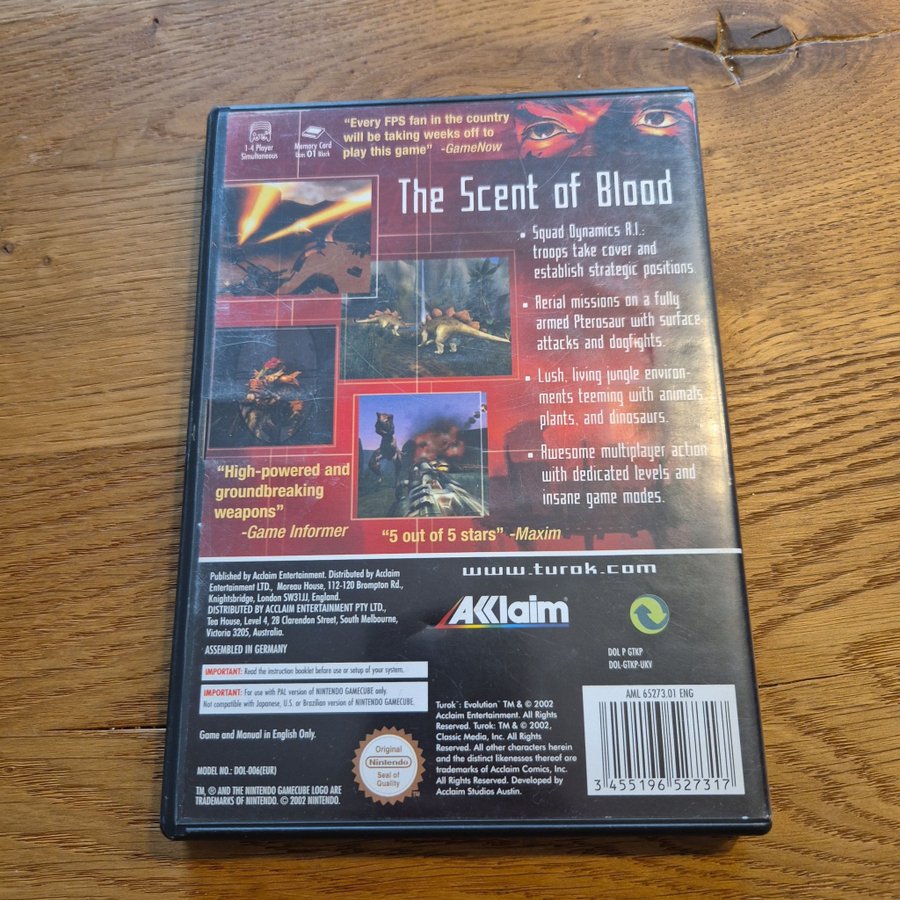 1-4 Player
Simultaneous
Memory Card
Uses 01 Block
“Every FPS fan in the country
will be taking weeks off to
play this game” -GameNow
The Scent of Blood
• Squad Dynamics A.I.:
troops take cover and
establish strategic positions.
• Aerial missions on a fully
armed Pterosaur with surface
attacks and dogfights.
• Lush, living jungle environ-
ments teeming with animals,
plants, and dinosaurs.
• Awesome multiplayer action
with dedicated levels and
insane game modes.
“High-powered and
groundbreaking
weapons”
-Game Informer
“5 out of 5 stars” -Maxim
Published by Acclaim Entertainment. Distributed by Acclaim
Entertainment LTD., Moreau House, 112-120 Brompton Rd.,
Knightsbridge, London SW31JJ, England.
DISTRIBUTED BY ACCLAIM ENTERTAINMENT PTY LTD.,
Tea House, Level 4, 28 Clarendon Street, South Melbourne,
Victoria 3205, Australia.
ASSEMBLED IN GERMANY
www.turok.com
AKKlaim
DOL P GTKP
DOL-GTKP-UKV
IMPORTANT: Read the instruction booklet before use or setup of your system.
IMPORTANT: For use with PAL version of NINTENDO GAMECUBE only.
Not compatible with Japanese, U.S. or Brazilian version of NINTENDO GAMECUBE.
Game and Manual in English Only.
MODEL NO.: DOL-006(EUR)
TM, ® AND THE NINTENDO GAMECUBE LOGO ARE
TRADEMARKS OF NINTENDO. © 2002 NINTENDO.
Original
Nintendo
Seal of
Quality
TM
Turok®: Evolution™ TM & © 2002
Acclaim Entertainment. All Rights
Reserved. Turok: TM & © 2002,
Classic Media, Inc. All Rights
Reserved. All other characters herein
and the distinct likenesses thereof are
trademarks of Acclaim Comics, Inc.
All Rights Reserved. Developed by
Acclaim Studios Austin.
AML 65273.01 ENG
3 455196 527317